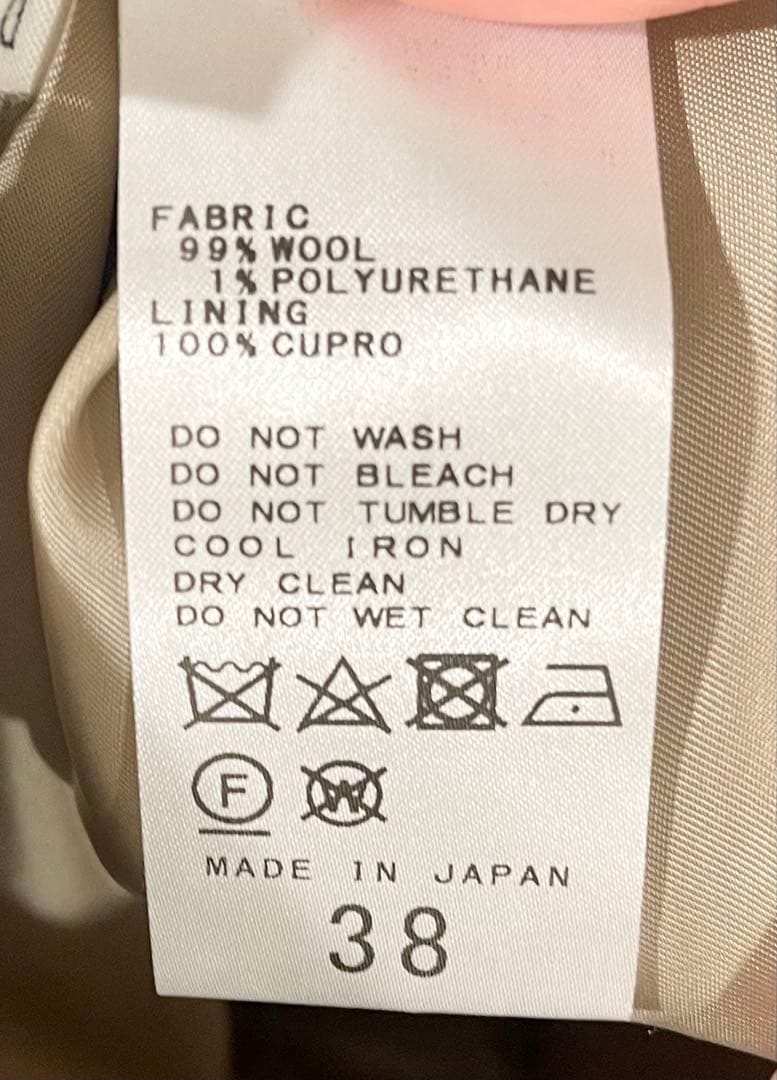 FABRIC
99% WOOL
1% POLYURETHANE
LINING
100% CUPRO
DO NOT WASH
DO NOT BLEACH
DO NOT TUMBLE DRY
COOL IRON
DRY CLEAN
DO NOT WET CLEAN
F W
MADE IN JAPAN
38